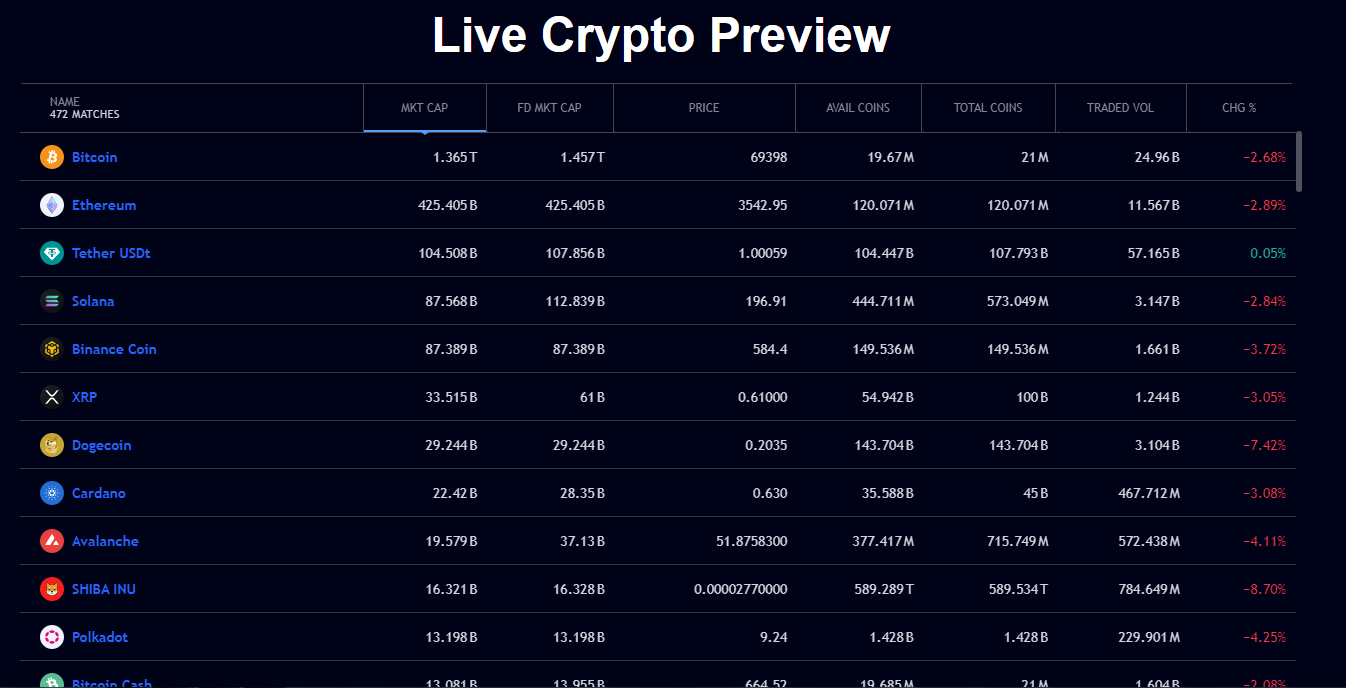 Live Crypto Preview
NAME
472 MATCHES
MKT CAP FD MKT CAP PRICE AVAIL COINS TOTAL COINS TRADED VOL CHG %
Bitcoin 1.365 T 1.457 T 69398 19.67 M 21 M 24.96 B −2.68%
Ethereum 425.405 B 425.405 B 3542.95 120.071 M 120.071 M 11.567 B −2.89%
Tether USDt 104.508 B 107.856 B 1.00059 104.447 B 107.793 B 57.165 B 0.05%
Solana 87.568 B 112.839 B 196.91 444.711 M 573.049 M 3.147 B −2.84%
Binance Coin 87.389 B 87.389 B 584.4 149.536 M 149.536 M 1.661 B −3.72%
XRP 33.515 B 61 B 0.61000 54.942 B 100 B 1.244 B −3.05%
Dogecoin 29.244 B 29.244 B 0.2035 143.704 B 143.704 B 3.104 B −7.42%
Cardano 22.42 B 28.35 B 0.630 35.588 B 45 B 467.712 M −3.08%
Avalanche 19.579 B 37.13 B 51.8758300 377.417 M 715.749 M 572.438 M −4.11%
SHIBA INU 16.321 B 16.328 B 0.00002770000 589.289 T 589.534 T 784.649 M −8.70%
Polkadot 13.198 B 13.198 B 9.24 1.428 B 1.428 B 229.901 M −4.25%
Bitcoin Cash 13.081 B 13.955 B 664.52 19.685 M 21 M 1.604 B −2.08%